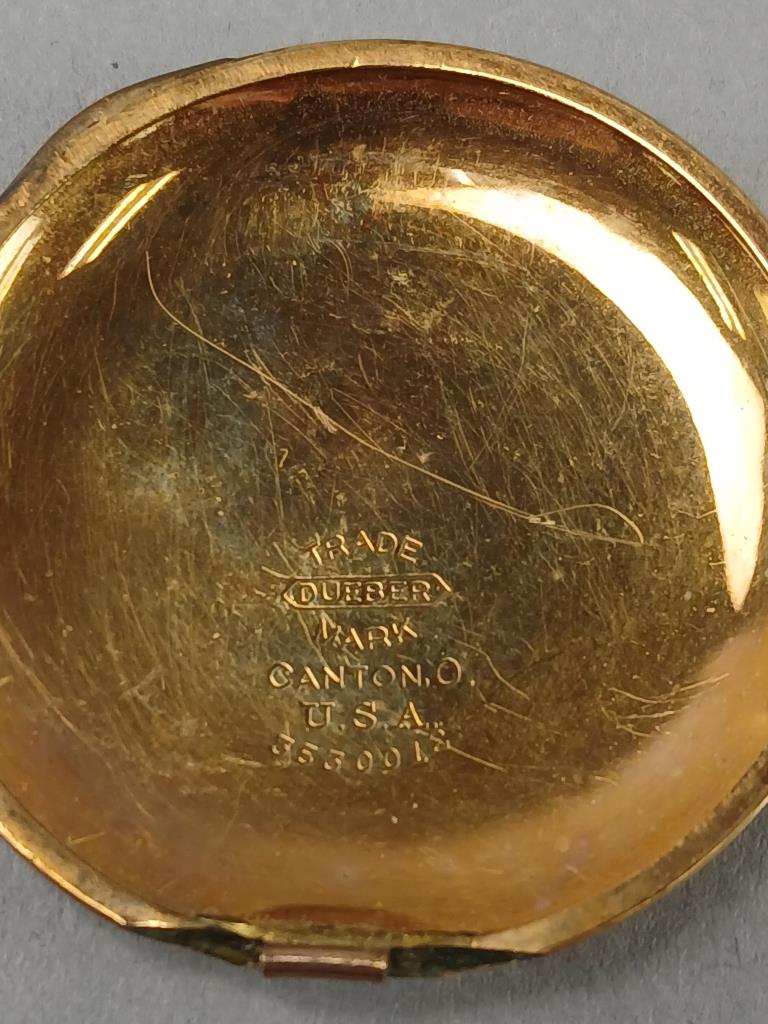 TRADE
DUEBER
MARK
CANTON, O.
U.S.A.